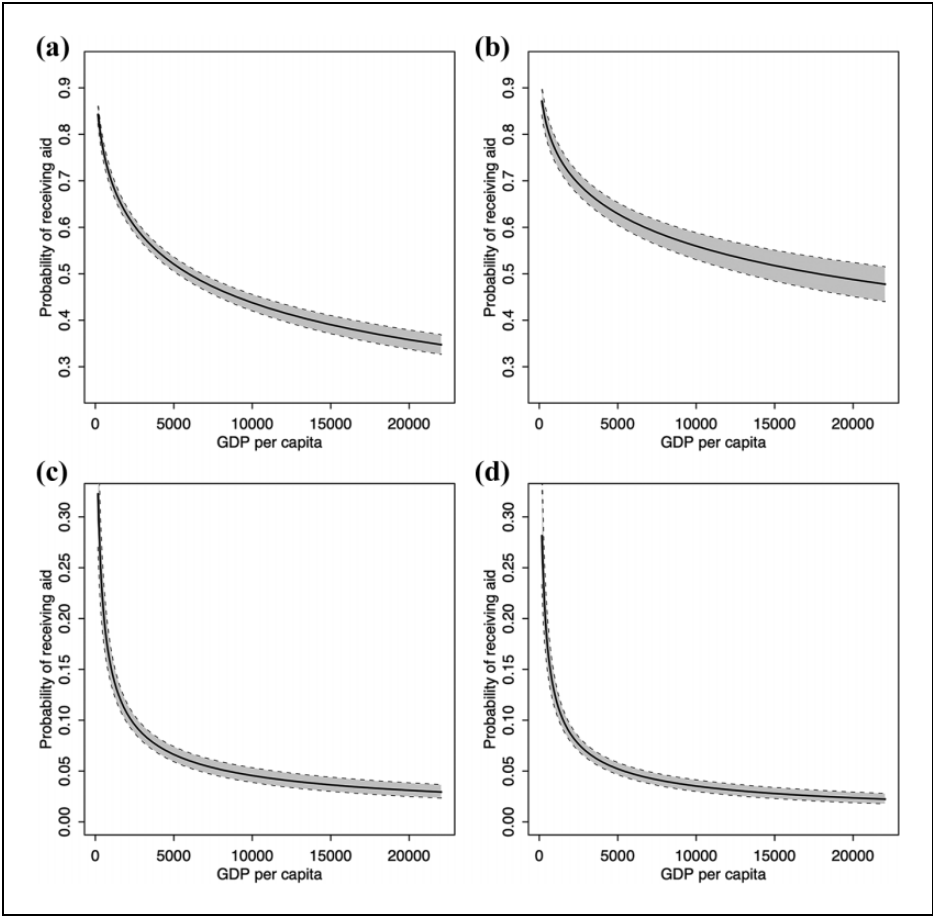 (a)
(b)
Probability of receiving aid
0.3 0.4 0.5 0.6 0.7 0.8 0.9
0 5000 10000 15000 20000
GDP per capita
Probability of receiving aid
0.3 0.4 0.5 0.6 0.7 0.8 0.9
0 5000 10000 15000 20000
GDP per capita
(c)
(d)
Probability of receiving aid
0.00 0.05 0.10 0.15 0.20 0.25 0.30
0 5000 10000 15000 20000
GDP per capita
Probability of receiving aid
0.00 0.05 0.10 0.15 0.20 0.25 0.30
0 5000 10000 15000 20000
GDP per capita